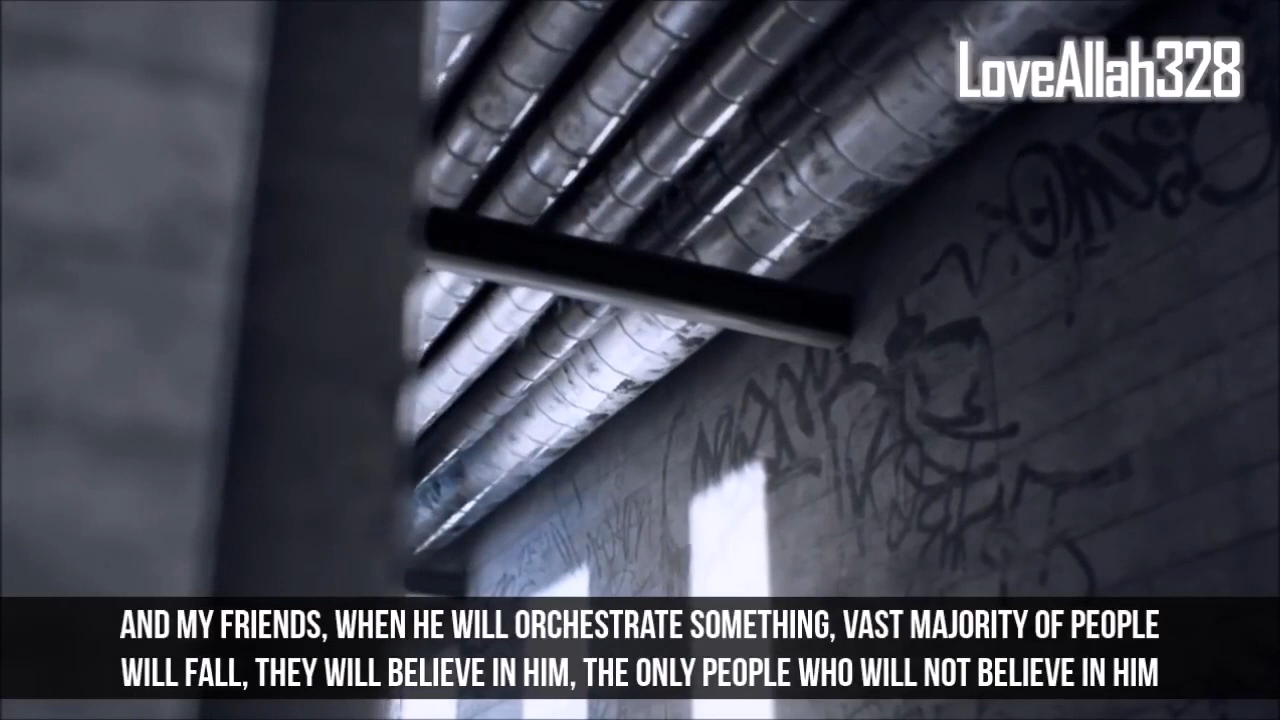 LoveAllah328
AND MY FRIENDS, WHEN HE WILL ORCHESTRATE SOMETHING, VAST MAJORITY OF PEOPLE
WILL FALL, THEY WILL BELIEVE IN HIM, THE ONLY PEOPLE WHO WILL NOT BELIEVE IN HIM